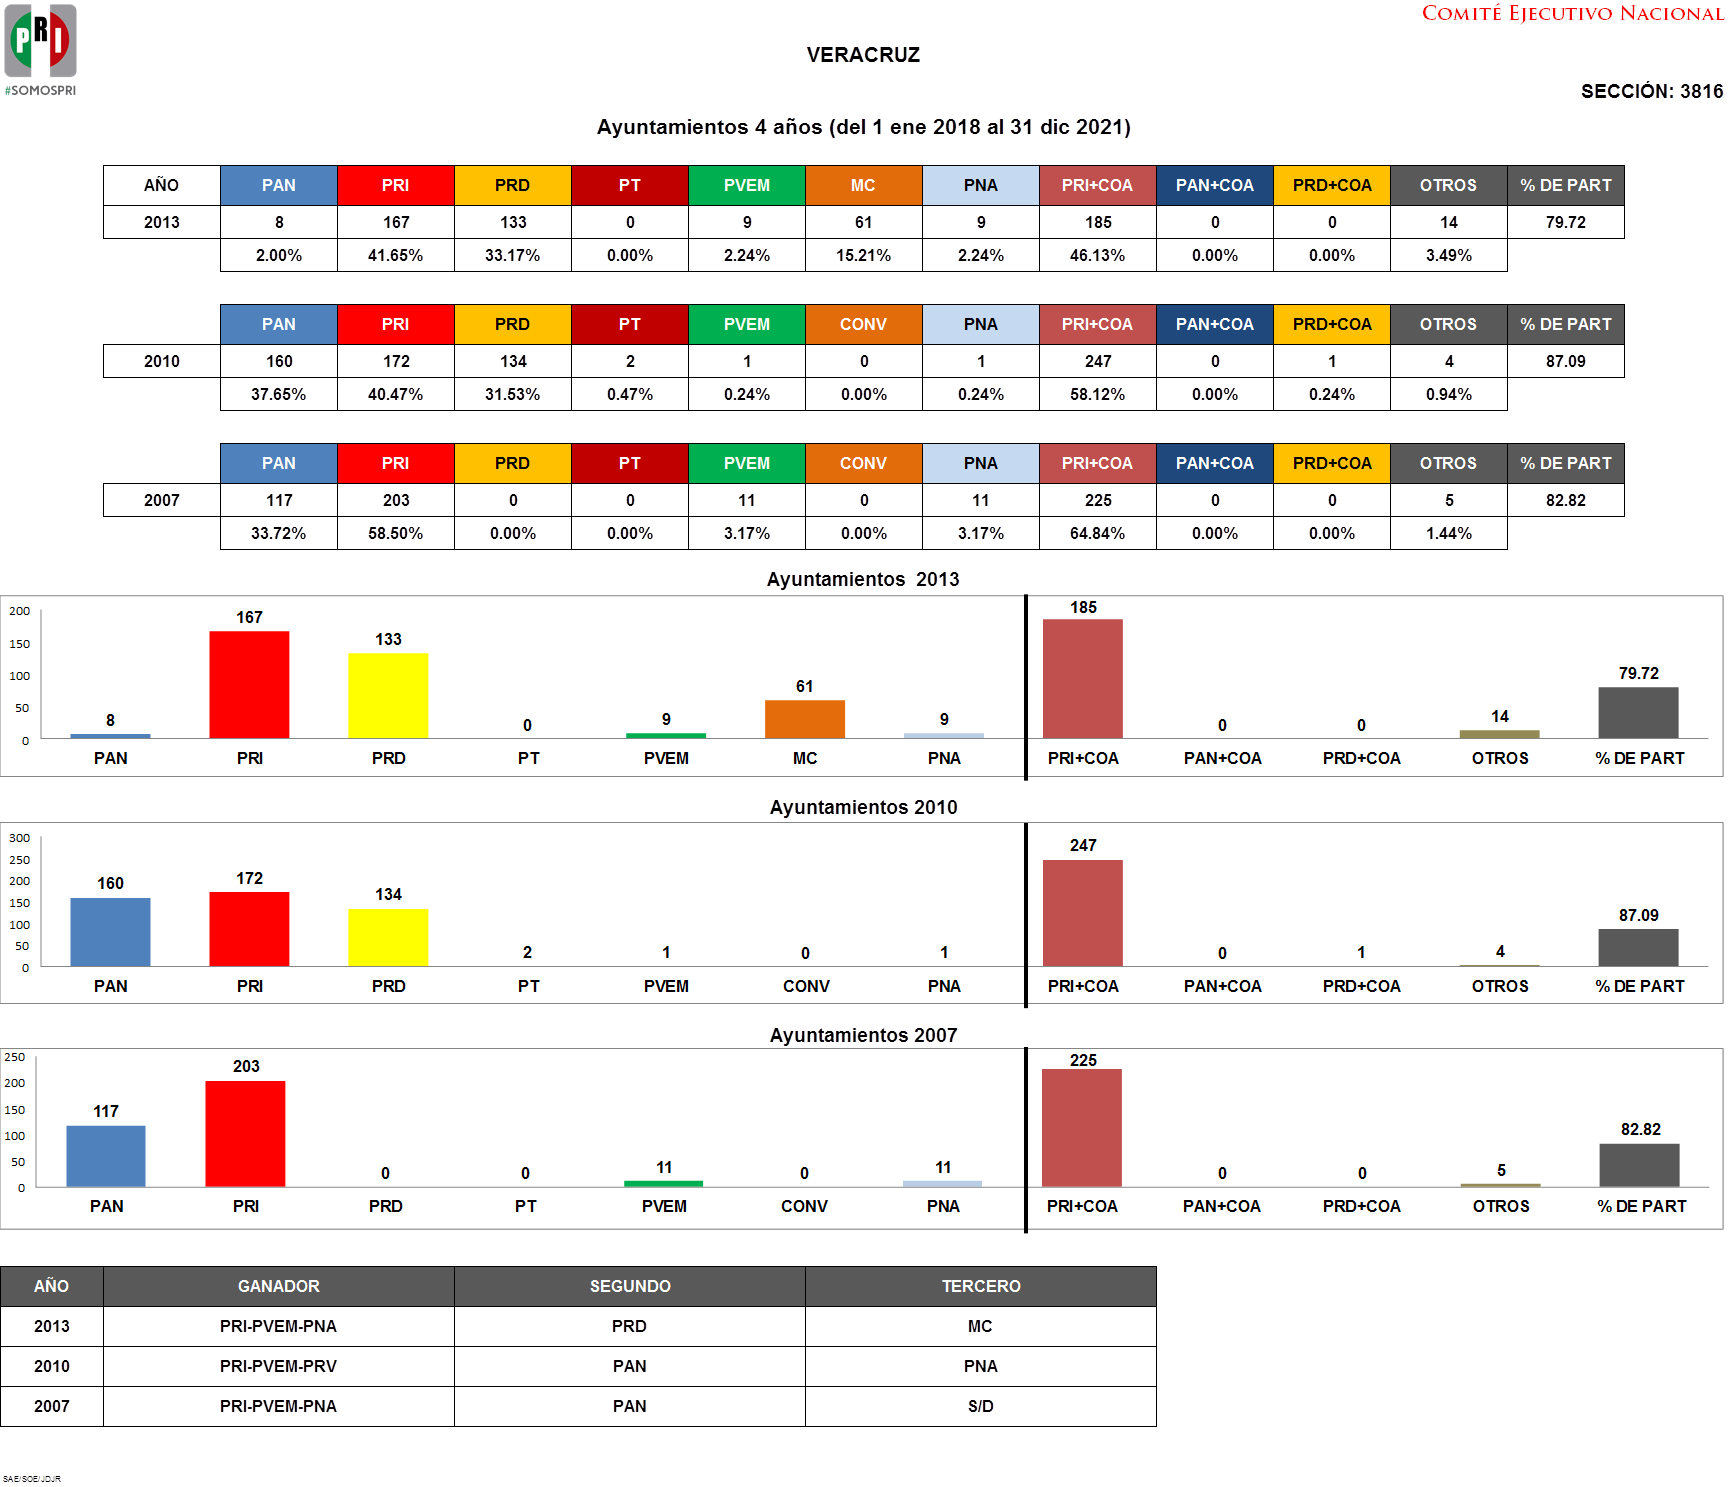 PRI
#SOMOSPRI
COMITÉ EJECUTIVO NACIONAL
VERACRUZ
SECCIÓN: 3816
Ayuntamientos 4 años (del 1 ene 2018 al 31 dic 2021)
AÑO PAN PRI PRD PT PVEM MC PNA PRI+COA PAN+COA PRD+COA OTROS % DE PART
2013 8 167 133 0 9 61 9 185 0 0 14 79.72
2.00% 41.65% 33.17% 0.00% 2.24% 15.21% 2.24% 46.13% 0.00% 0.00% 3.49%
PAN PRI PRD PT PVEM CONV PNA PRI+COA PAN+COA PRD+COA OTROS % DE PART
2010 160 172 134 2 1 0 1 247 0 1 4 87.09
37.65% 40.47% 31.53% 0.47% 0.24% 0.00% 0.24% 58.12% 0.00% 0.24% 0.94%
PAN PRI PRD PT PVEM CONV PNA PRI+COA PAN+COA PRD+COA OTROS % DE PART
2007 117 203 0 0 11 0 11 225 0 0 5 82.82
33.72% 58.50% 0.00% 0.00% 3.17% 0.00% 3.17% 64.84% 0.00% 0.00% 1.44%
Ayuntamientos 2013
200
150
100
50
0
8 167 133 0 9 61 9 185 0 0 14 79.72
PAN PRI PRD PT PVEM MC PNA PRI+COA PAN+COA PRD+COA OTROS % DE PART
Ayuntamientos 2010
300
250
200
150
100
50
0
160 172 134 2 1 0 1 247 0 1 4 87.09
PAN PRI PRD PT PVEM CONV PNA PRI+COA PAN+COA PRD+COA OTROS % DE PART
Ayuntamientos 2007
250
200
150
100
50
0
117 203 0 0 11 0 11 225 0 0 5 82.82
PAN PRI PRD PT PVEM CONV PNA PRI+COA PAN+COA PRD+COA OTROS % DE PART
AÑO GANADOR SEGUNDO TERCERO
2013 PRI-PVEM-PNA PRD MC
2010 PRI-PVEM-PRV PAN PNA
2007 PRI-PVEM-PNA PAN S/D
SAE/SOE/JDJR